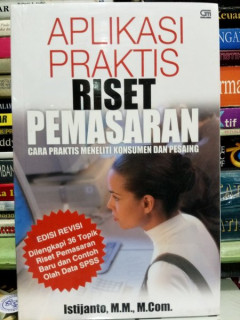 APLIKASI
PRAKTIS
RISET
PEMASARAN
CARA PRAKTIS MENELITI KONSUMEN DAN PESAING
EDISI REVISI
Dilengkapi 36 Topik
Riset Pemasaran
Baru dan Contoh
Olah Data SPSS
Istijanto, M.M., M.Com.